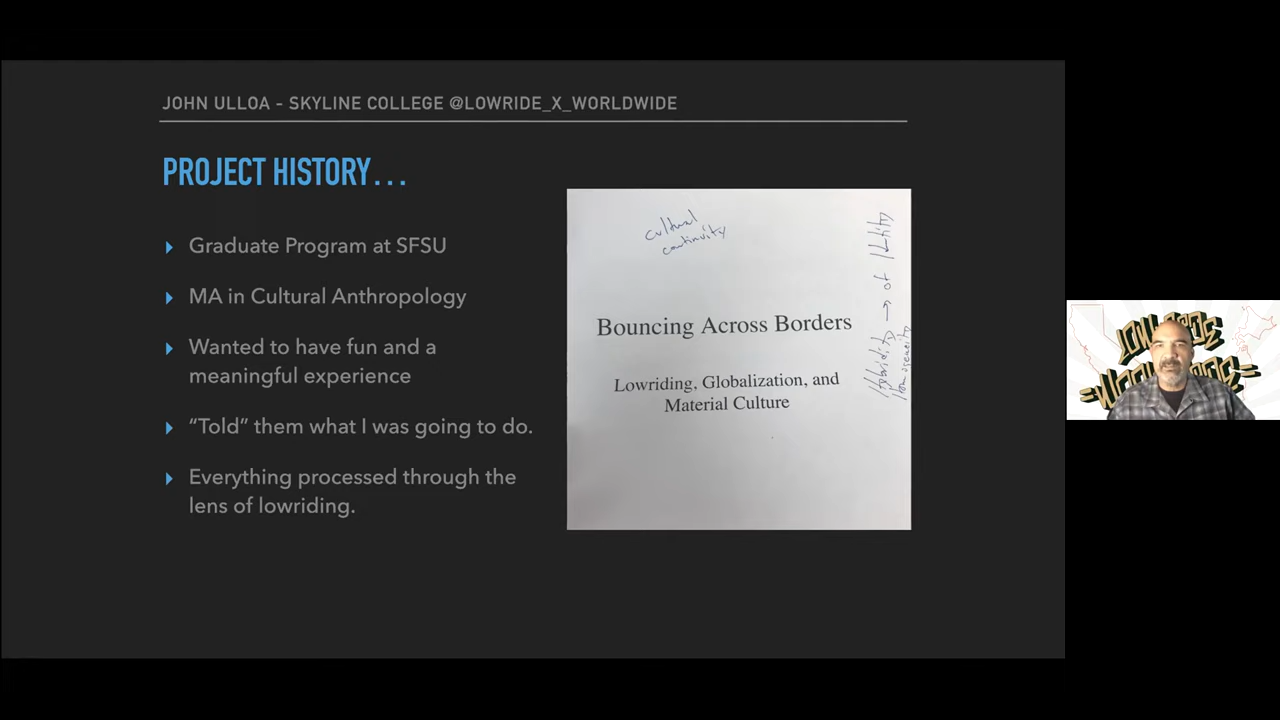 JOHN ULLOA - SKYLINE COLLEGE @LOWRIDE_X_WORLDWIDE
PROJECT HISTORY...
Graduate Program at SFSU
MA in Cultural Anthropology
Wanted to have fun and a
meaningful experience
“Told” them what I was going to do.
Everything processed through the
lens of lowriding.
cultural
continuity
Bouncing Across Borders
Lowriding, Globalization, and
Material Culture
Hybridity → of